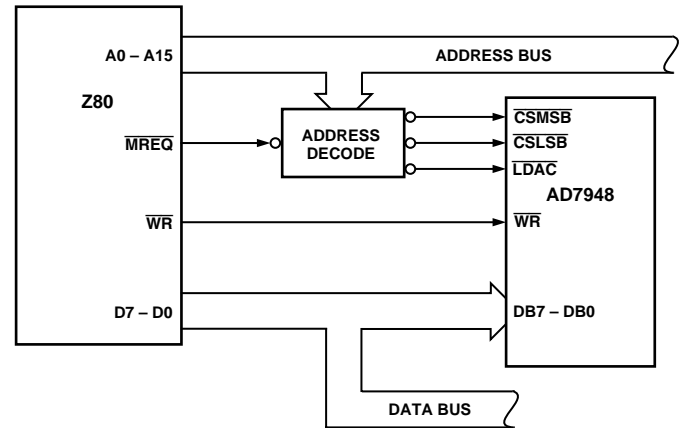 A0 – A15
ADDRESS BUS
Z80
MREQ
ADDRESS
DECODE
CSMSB
CSLSB
LDAC
AD7948
WR
WR
D7 – D0
DB7 – DB0
DATA BUS